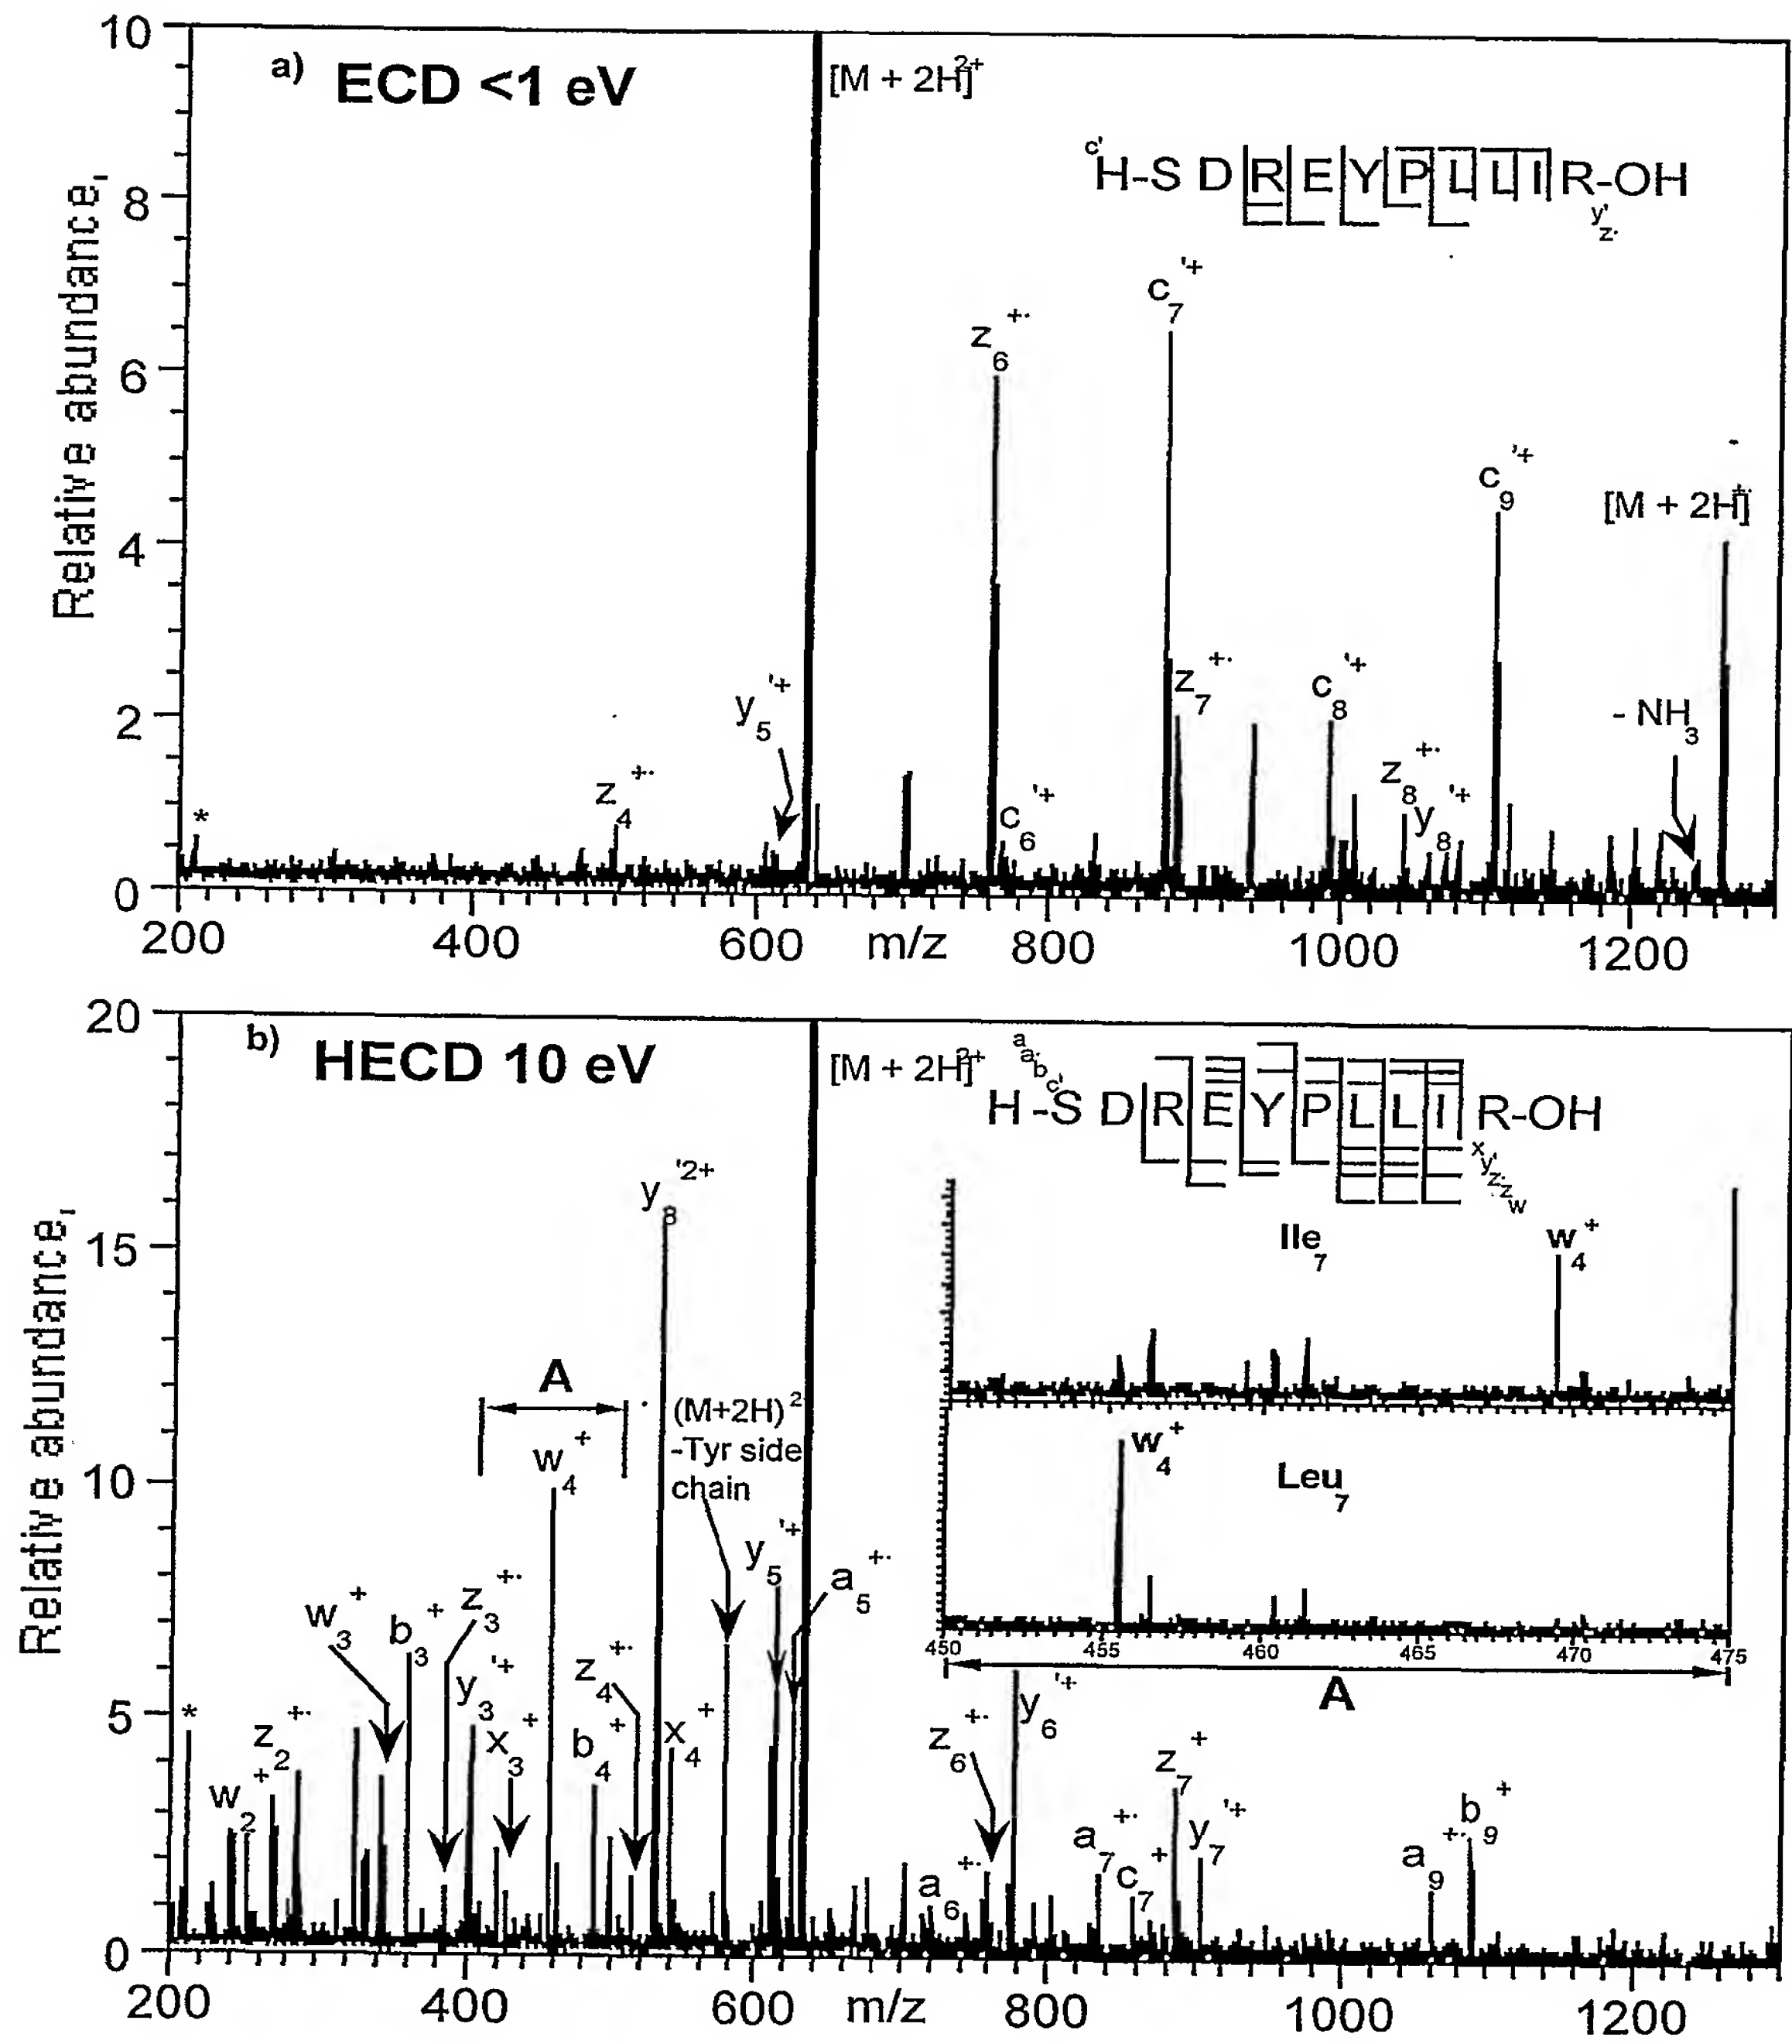 a) ECD <1 eV
[M + 2H]2+
c'
H-S D R E Y P L L I R-OH
y'
z·
Relative abundance,
10
8
6
4
2
0
*
z4+·
y5'+
z6+·
c6'+
c7'+
z7+·
c8'+
z8+·
y8'+
c9'+
- NH3
[M + 2H]+·
200 400 600 m/z 800 1000 1200
b) HECD 10 eV
[M + 2H]2+
a
a·
b
c'
H-S D R E Y P L L I R-OH
x
y'
z·
z
w
Relative abundance,
20
15
10
5
0
y8'2+
A
(M+2H)2
-Tyr side
chain
w4+
y5'+
a5+·
w3+
b3+
z3+·
y3'+
x3+
z4+·
b4+
x4+
*
z2+·
w2+
Ile7
w4+
w4+
Leu7
450 455 460 465 470 475
A
z6+·
y6'+
a6+·
a7+·
c7+
z7+
y7'+
a9+·
b9+
200 400 600 m/z 800 1000 1200